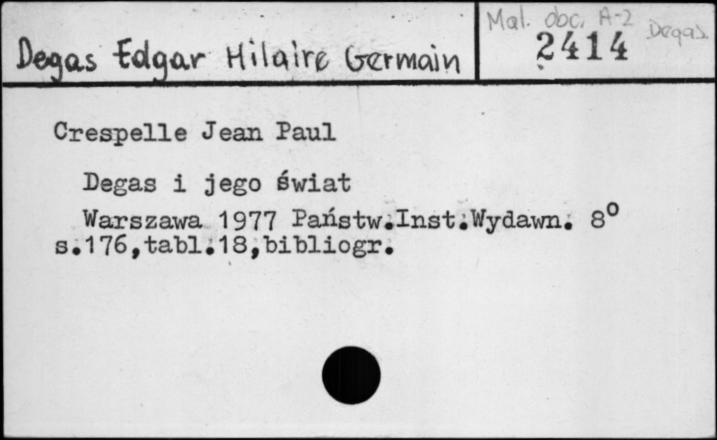 Mal. obc. A-2 Degas.
Degas Edgar Hilaire Germain 2414
Crespelle Jean Paul
Degas i jego świat
Warszawa 1977 Państw.Inst.Wydawn. 8⁰
s.176,tabl.18,bibliogr.